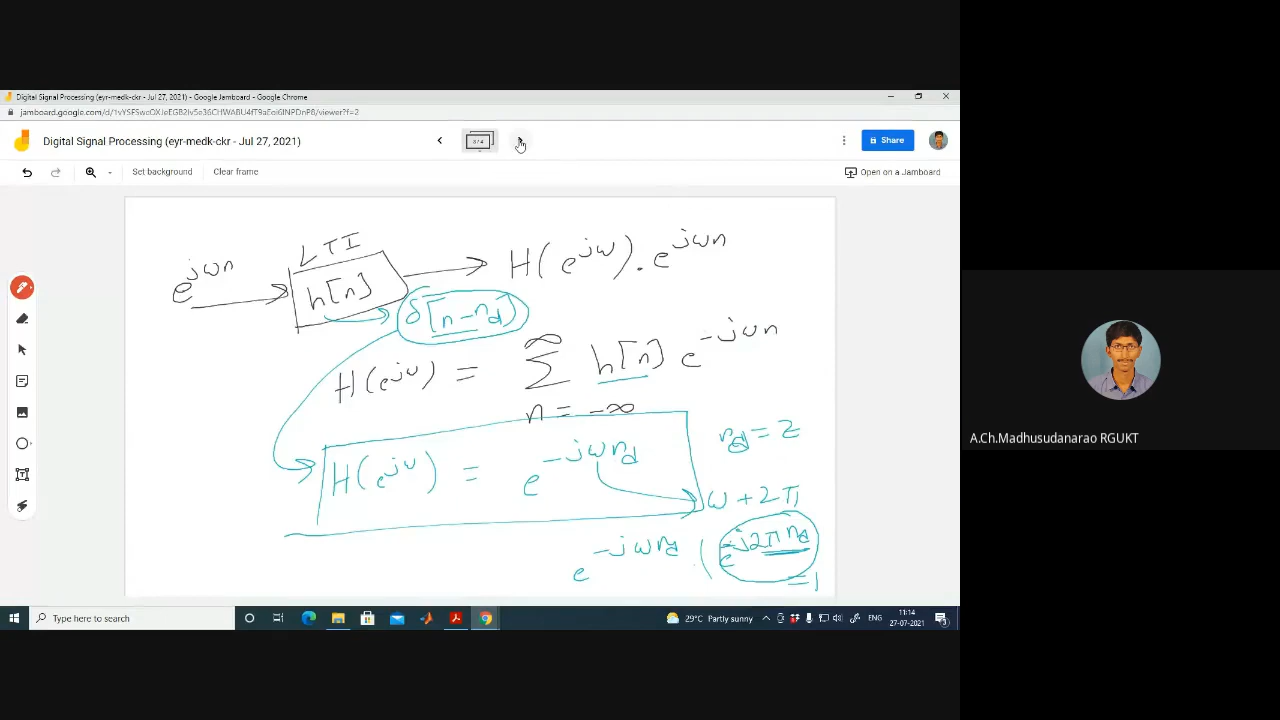 Digital Signal Processing (eyr-medk-ckr - Jul 27, 2021) - Google Jamboard - Google Chrome
Digital Signal Processing (eyr-medk-ckr - Jul 27, 2021)
3/4
Share
Set background
Clear frame
Open on a Jamboard
LTI
e^{jωn}
h[n]
H(e^{jω}).e^{jωn}
δ[n-n_d]
H(e^{jω}) = ∑_{n=-∞}^{∞} h[n] e^{-jωn}
H(e^{jω}) = e^{-jωn_d}
n_d = Z
ω+2π
e^{-jωn_d} . (e^{-j2πn_d} =1
A.Ch.Madhusudanarao RGUKT
Type here to search
29°C Partly sunny
ENG
11:14
27-07-2021